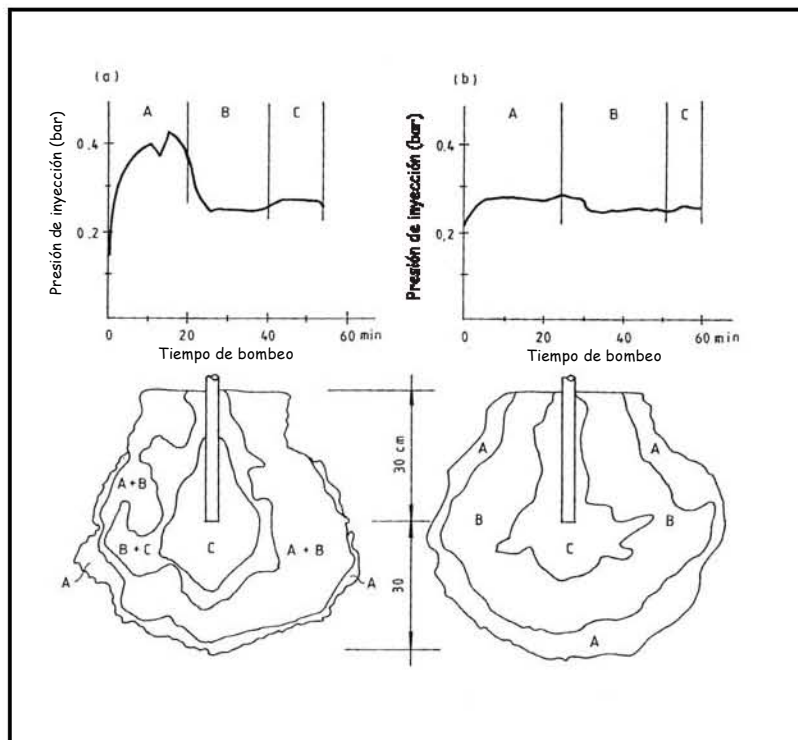 (a)
A B C
Presión de inyección (bar)
0.4
0.2
0 20 40 60 min
Tiempo de bombeo
(b)
A B C
Presión de inyección (bar)
0.4
0.2
0 20 40 60 min
Tiempo de bombeo
A + B
B + C
C
A + B
A
A
30 cm
30
A
A
B
B
C
A